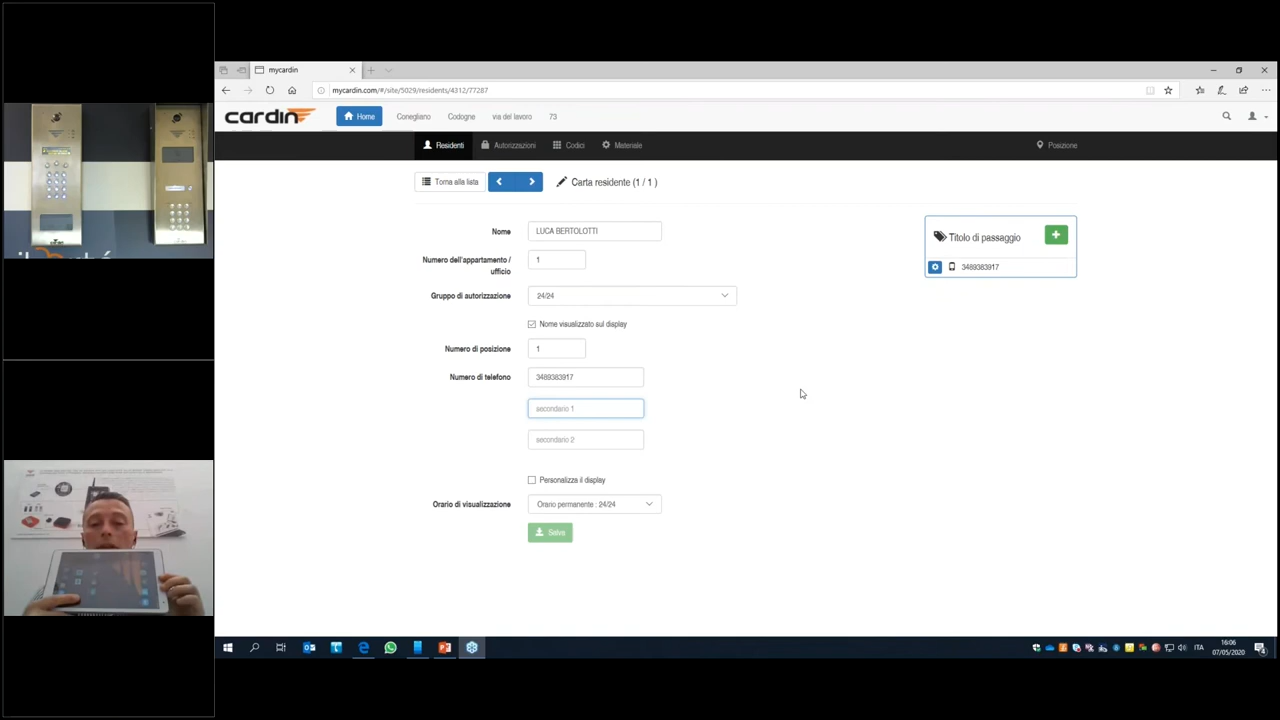 mycardin
mycardin.com/#/site/5029/residents/4312/77287
cardin
Home
Conegliano
Codogne
via del lavoro
73
Residenti
Autorizzazioni
Codici
Materiale
Posizione
Torna alla lista
Carta residente (1 / 1 )
Nome
LUCA BERTOLOTTI
Titolo di passaggio
3489383917
Numero dell'appartamento /
ufficio
1
Gruppo di autorizzazione
24/24
Nome visualizzato sul display
Numero di posizione
1
Numero di telefono
3489383917
secondario 1
secondario 2
Personalizza il display
Orario di visualizzazione
Orario permanente : 24/24
Salva
ITA
16:06
07/05/2020